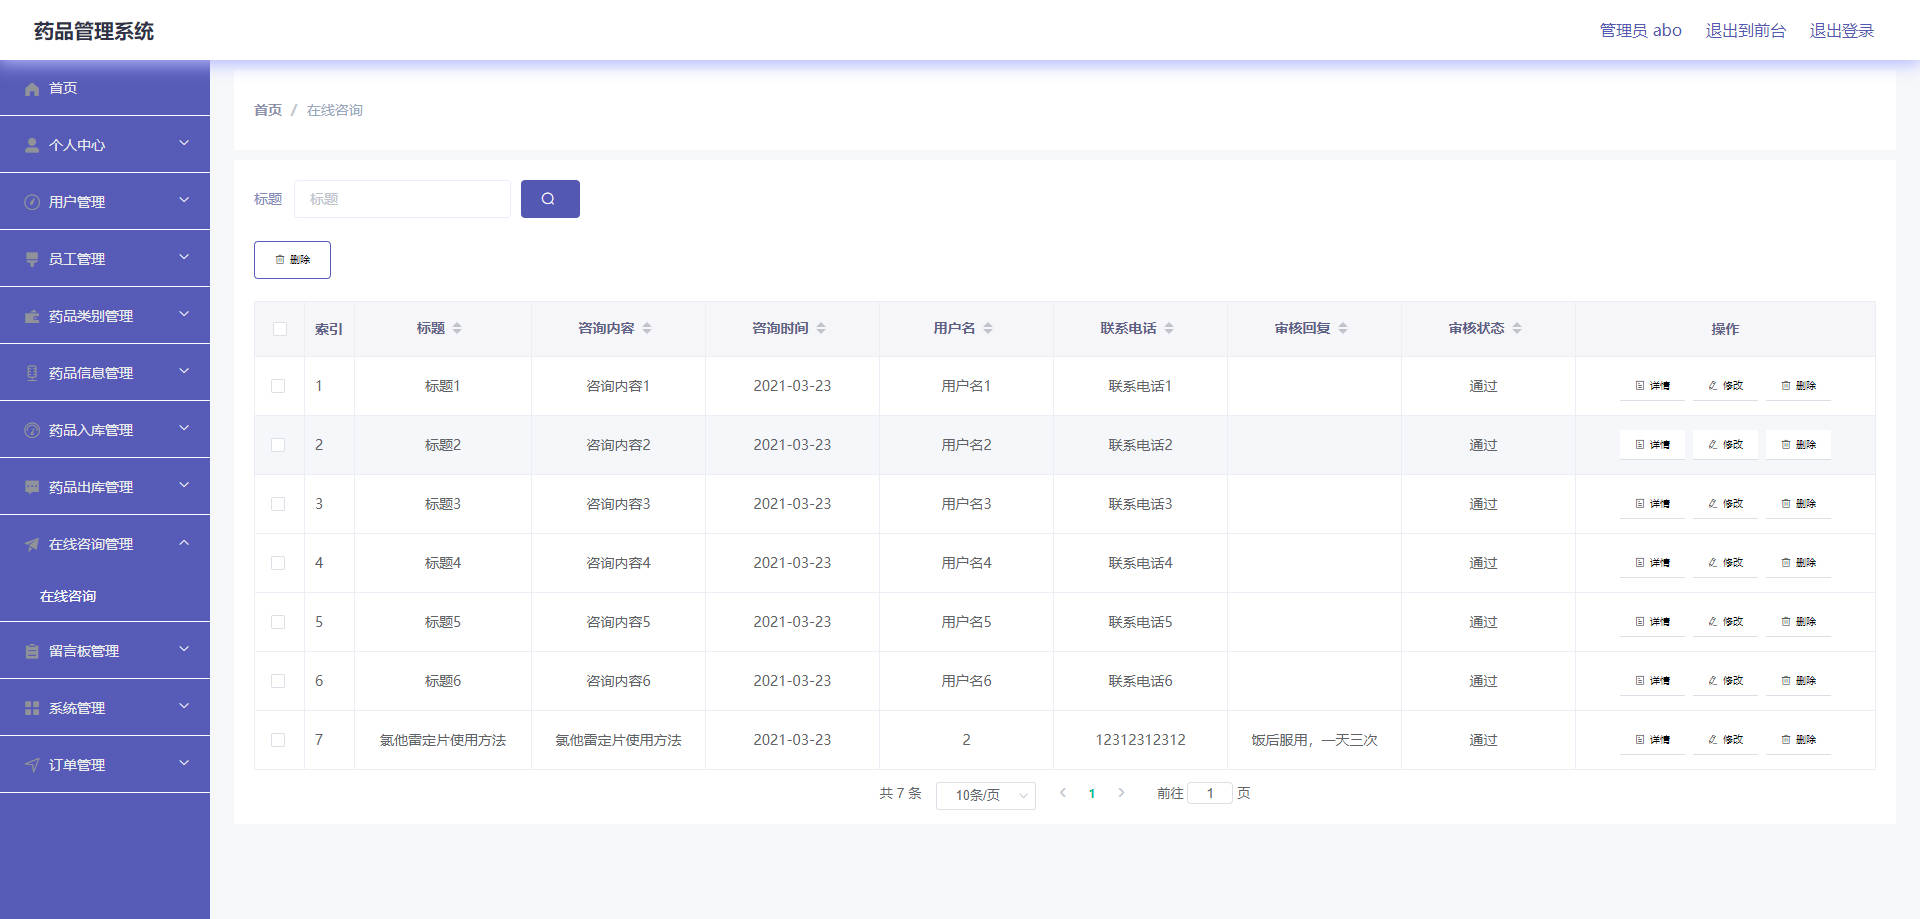 药品管理系统
管理员 abo 退出到前台 退出登录
首页
个人中心
用户管理
员工管理
药品类别管理
药品信息管理
药品入库管理
药品出库管理
在线咨询管理
在线咨询
留言板管理
系统管理
订单管理
首页 / 在线咨询
标题 标题
删除
索引 标题 咨询内容 咨询时间 用户名 联系电话 审核回复 审核状态 操作
1 标题1 咨询内容1 2021-03-23 用户名1 联系电话1 通过 详情 修改 删除
2 标题2 咨询内容2 2021-03-23 用户名2 联系电话2 通过 详情 修改 删除
3 标题3 咨询内容3 2021-03-23 用户名3 联系电话3 通过 详情 修改 删除
4 标题4 咨询内容4 2021-03-23 用户名4 联系电话4 通过 详情 修改 删除
5 标题5 咨询内容5 2021-03-23 用户名5 联系电话5 通过 详情 修改 删除
6 标题6 咨询内容6 2021-03-23 用户名6 联系电话6 通过 详情 修改 删除
7 氯他雷定片使用方法 氯他雷定片使用方法 2021-03-23 2 12312312312 饭后服用，一天三次 通过 详情 修改 删除
共 7 条 10条/页 1 前往 1 页